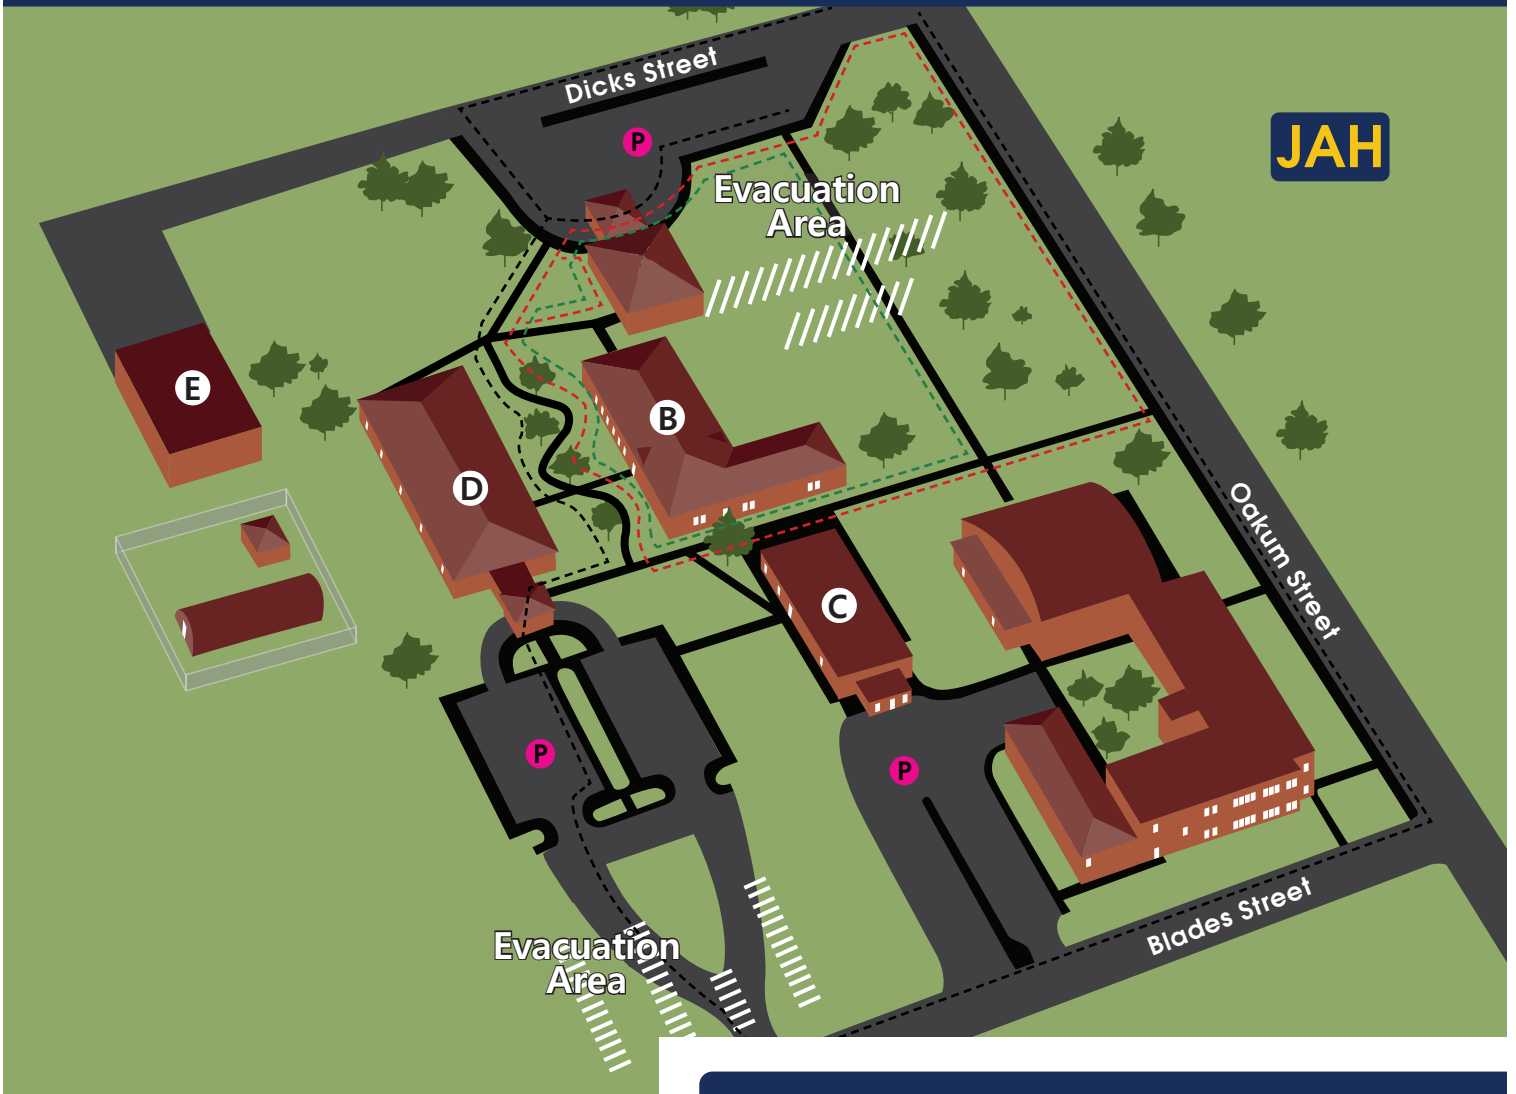 Dicks Street
P
JAH
Evacuation
Area
E
B
D
Oakum Street
C
P
P
Blades Street
Evacuation
Area